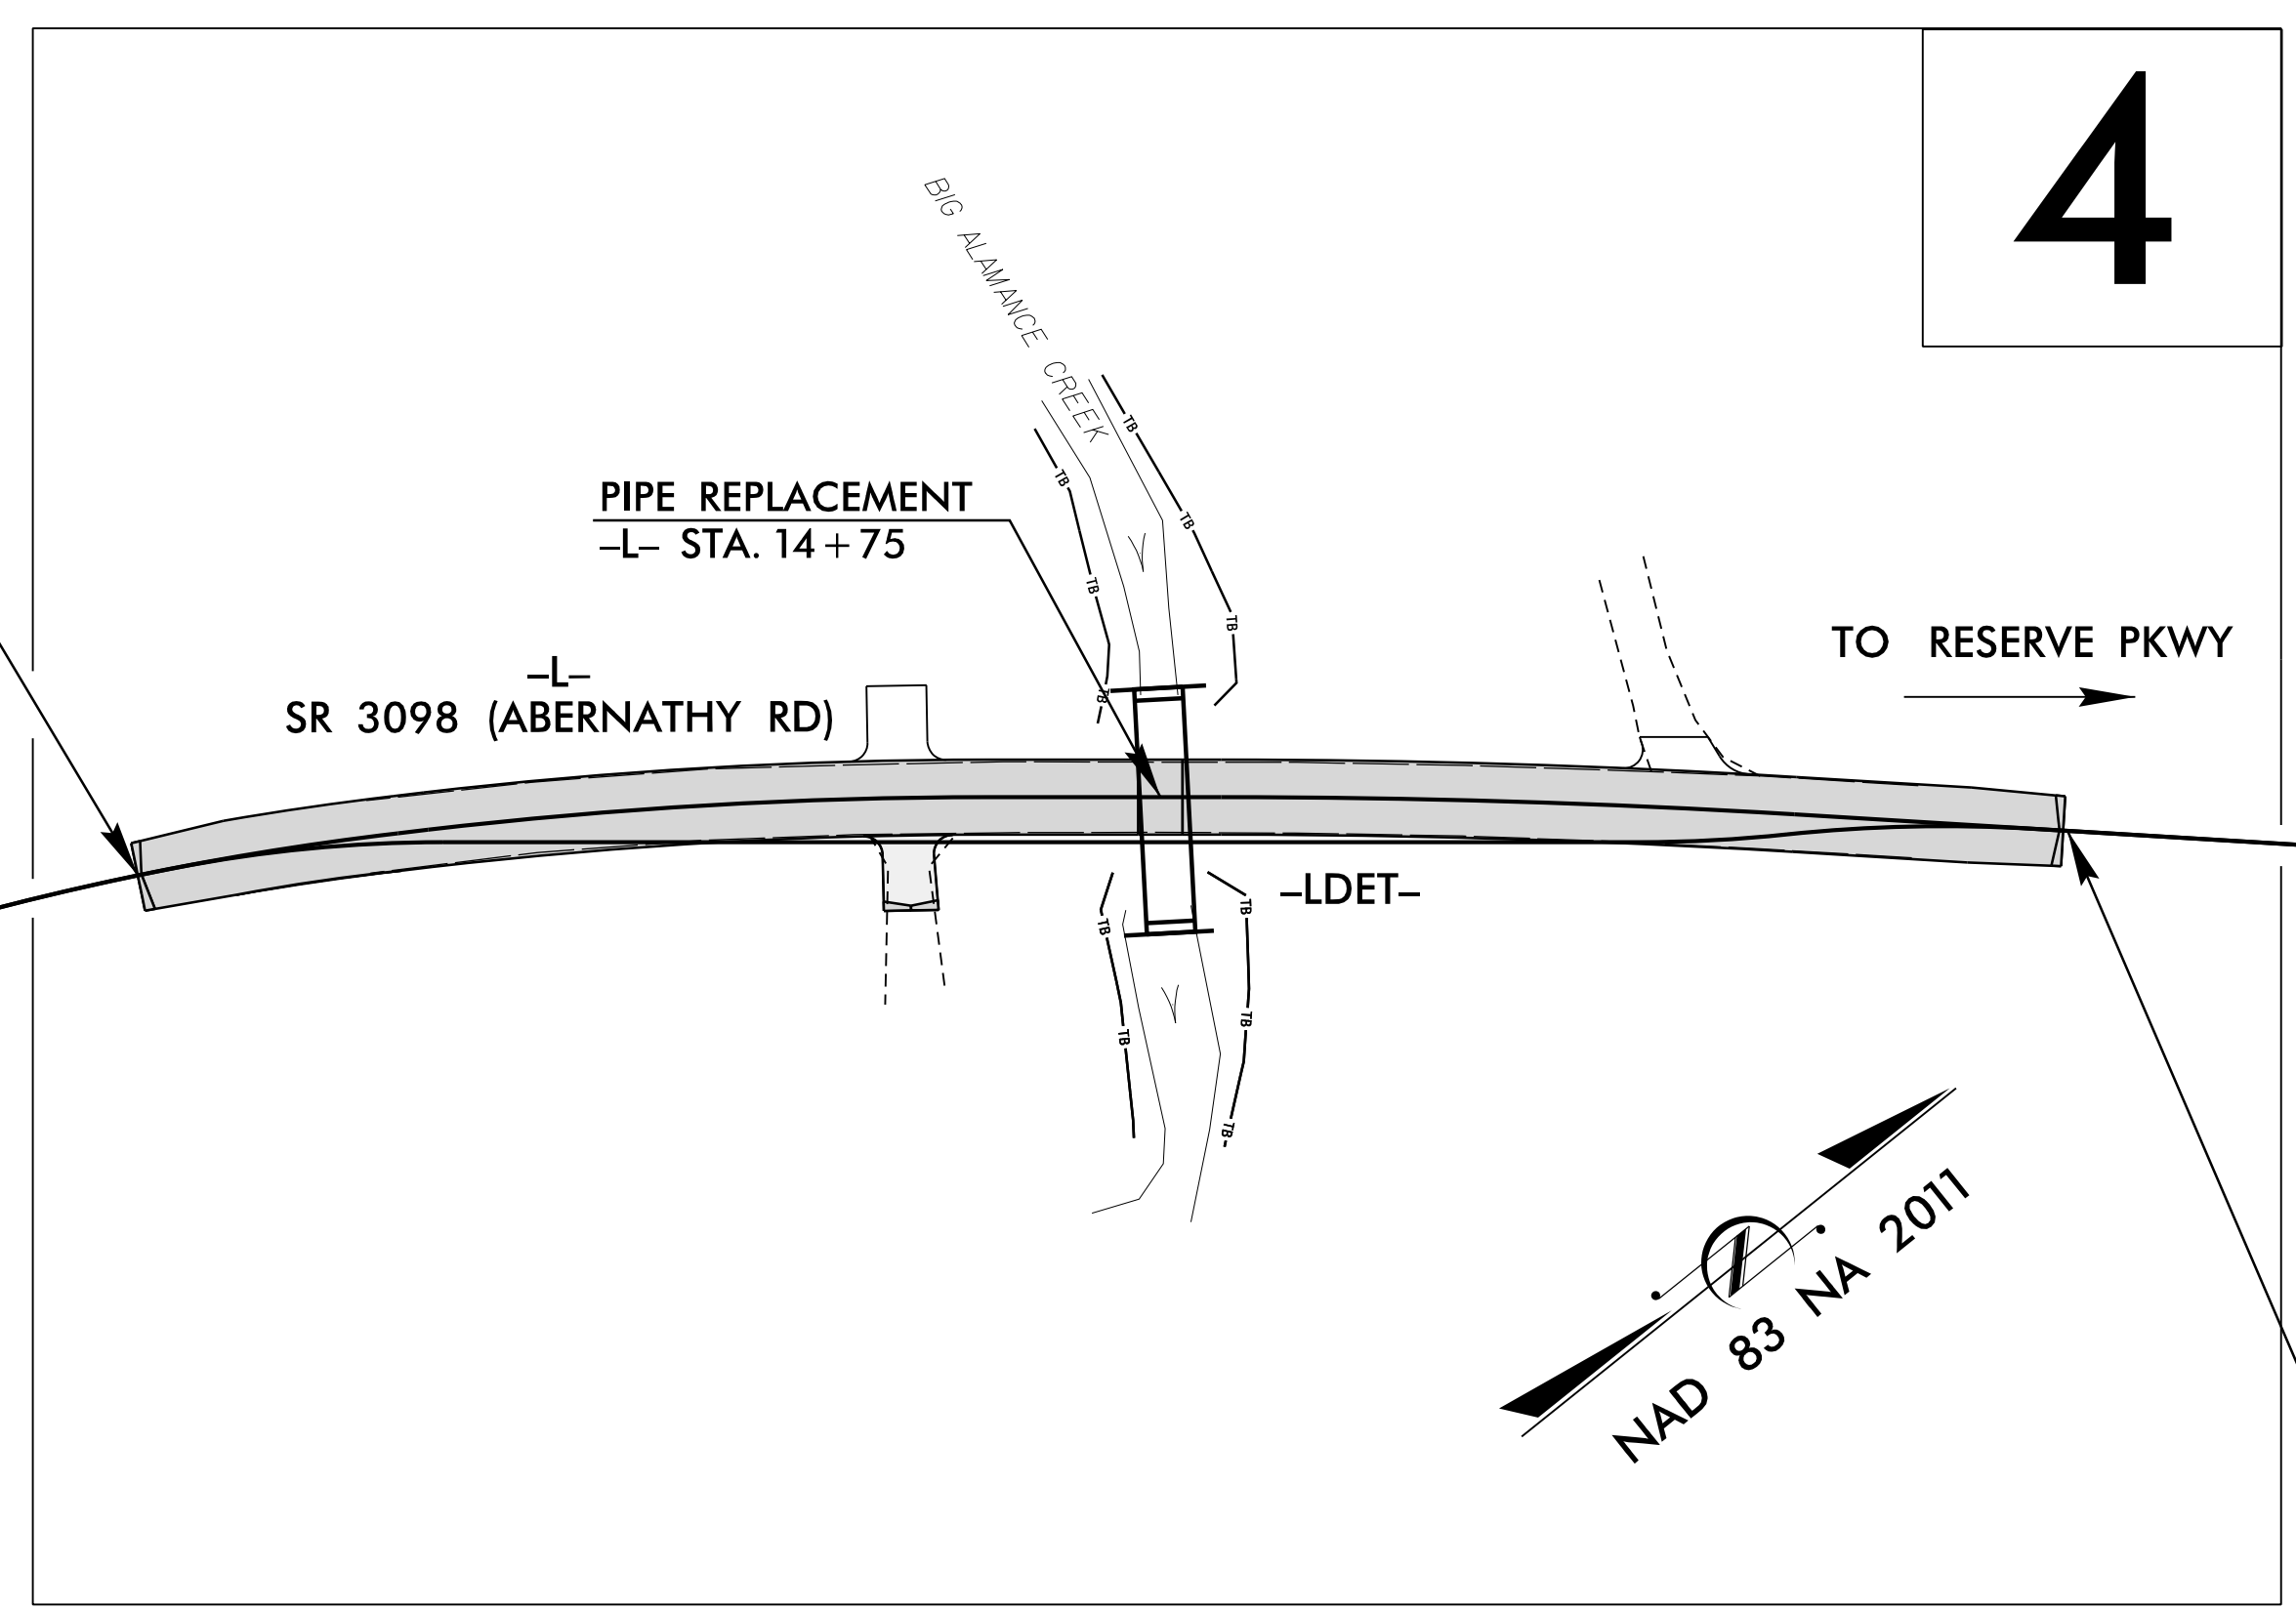 4
BIG ALAMANCE CREEK
TB
TB
TB
TB
PIPE REPLACEMENT
–L– STA. 14+75
TB
TB
TO RESERVE PKWY
–L–
SR 3098 (ABERNATHY RD)
–LDET–
TB
TB
TB
TB
TB
NAD 83 NA 2011